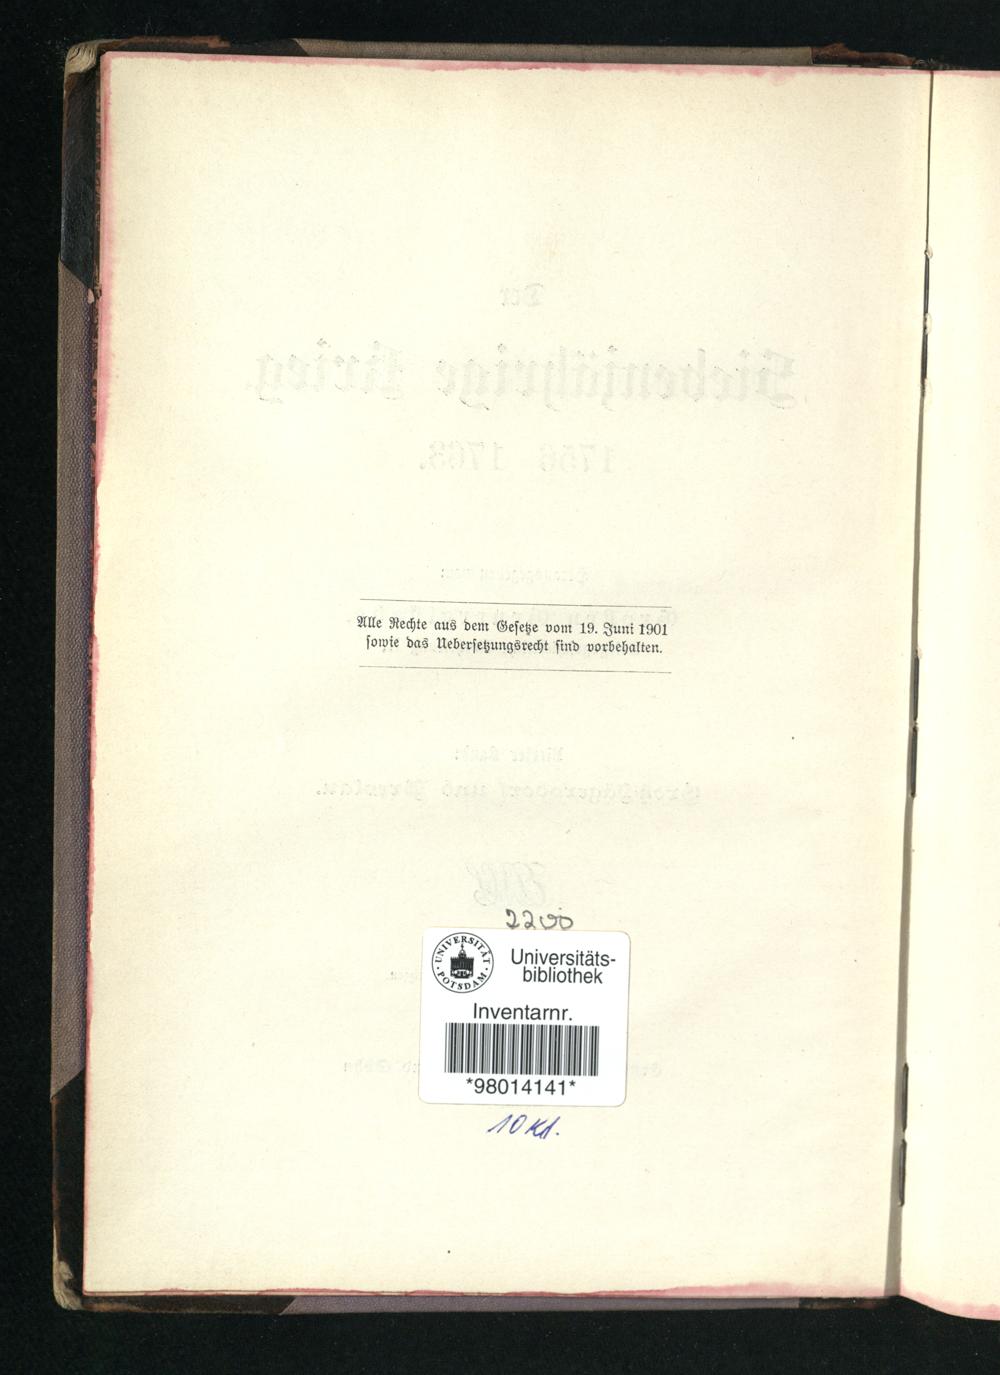 Alle Rechte aus dem Gesetze vom 19. Juni 1901
sowie das Uebersetzungsrecht sind vorbehalten.
2200
UNIVERSITÄT
· POTSDAM ·
Universitäts-
bibliothek
Inventarnr.
*98014141*
10 Kd.